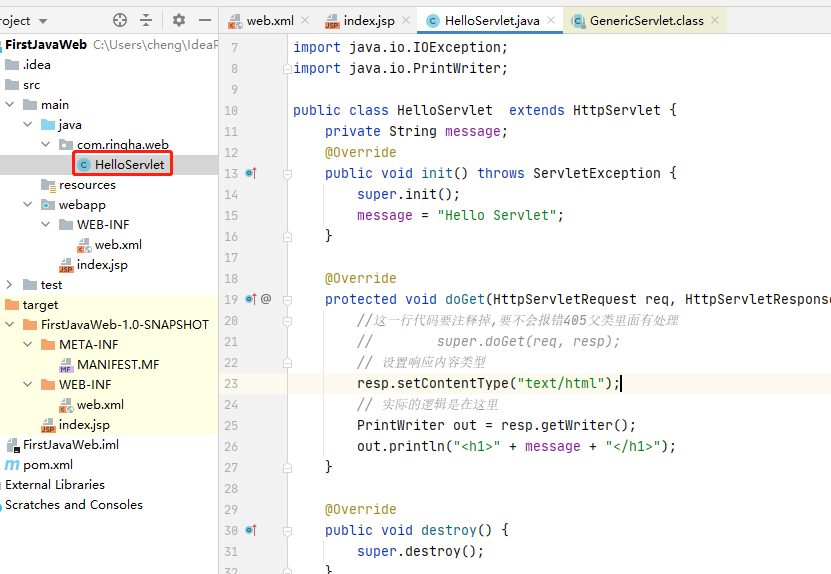 roject
FirstJavaWeb C:\Users\cheng\IdeaP
.idea
src
main
java
com.ringha.web
HelloServlet
resources
webapp
WEB-INF
web.xml
index.jsp
test
target
FirstJavaWeb-1.0-SNAPSHOT
META-INF
MANIFEST.MF
WEB-INF
web.xml
index.jsp
FirstJavaWeb.iml
pom.xml
External Libraries
Scratches and Consoles
web.xml index.jsp HelloServlet.java GenericServlet.class
7 import java.io.IOException;
8 import java.io.PrintWriter;
9
10 public class HelloServlet  extends HttpServlet {
11 private String message;
12 @Override
13 public void init() throws ServletException {
14 super.init();
15 message = "Hello Servlet";
16 }
17
18 @Override
19 @ protected void doGet(HttpServletRequest req, HttpServletResponse
20 //这一行代码要注释掉,要不会报错405父类里面有处理
21 //        super.doGet(req, resp);
22 // 设置响应内容类型
23 resp.setContentType("text/html");
24 // 实际的逻辑是在这里
25 PrintWriter out = resp.getWriter();
26 out.println("<h1>" + message + "</h1>");
27 }
28
29 @Override
30 public void destroy() {
31 super.destroy();
32 }